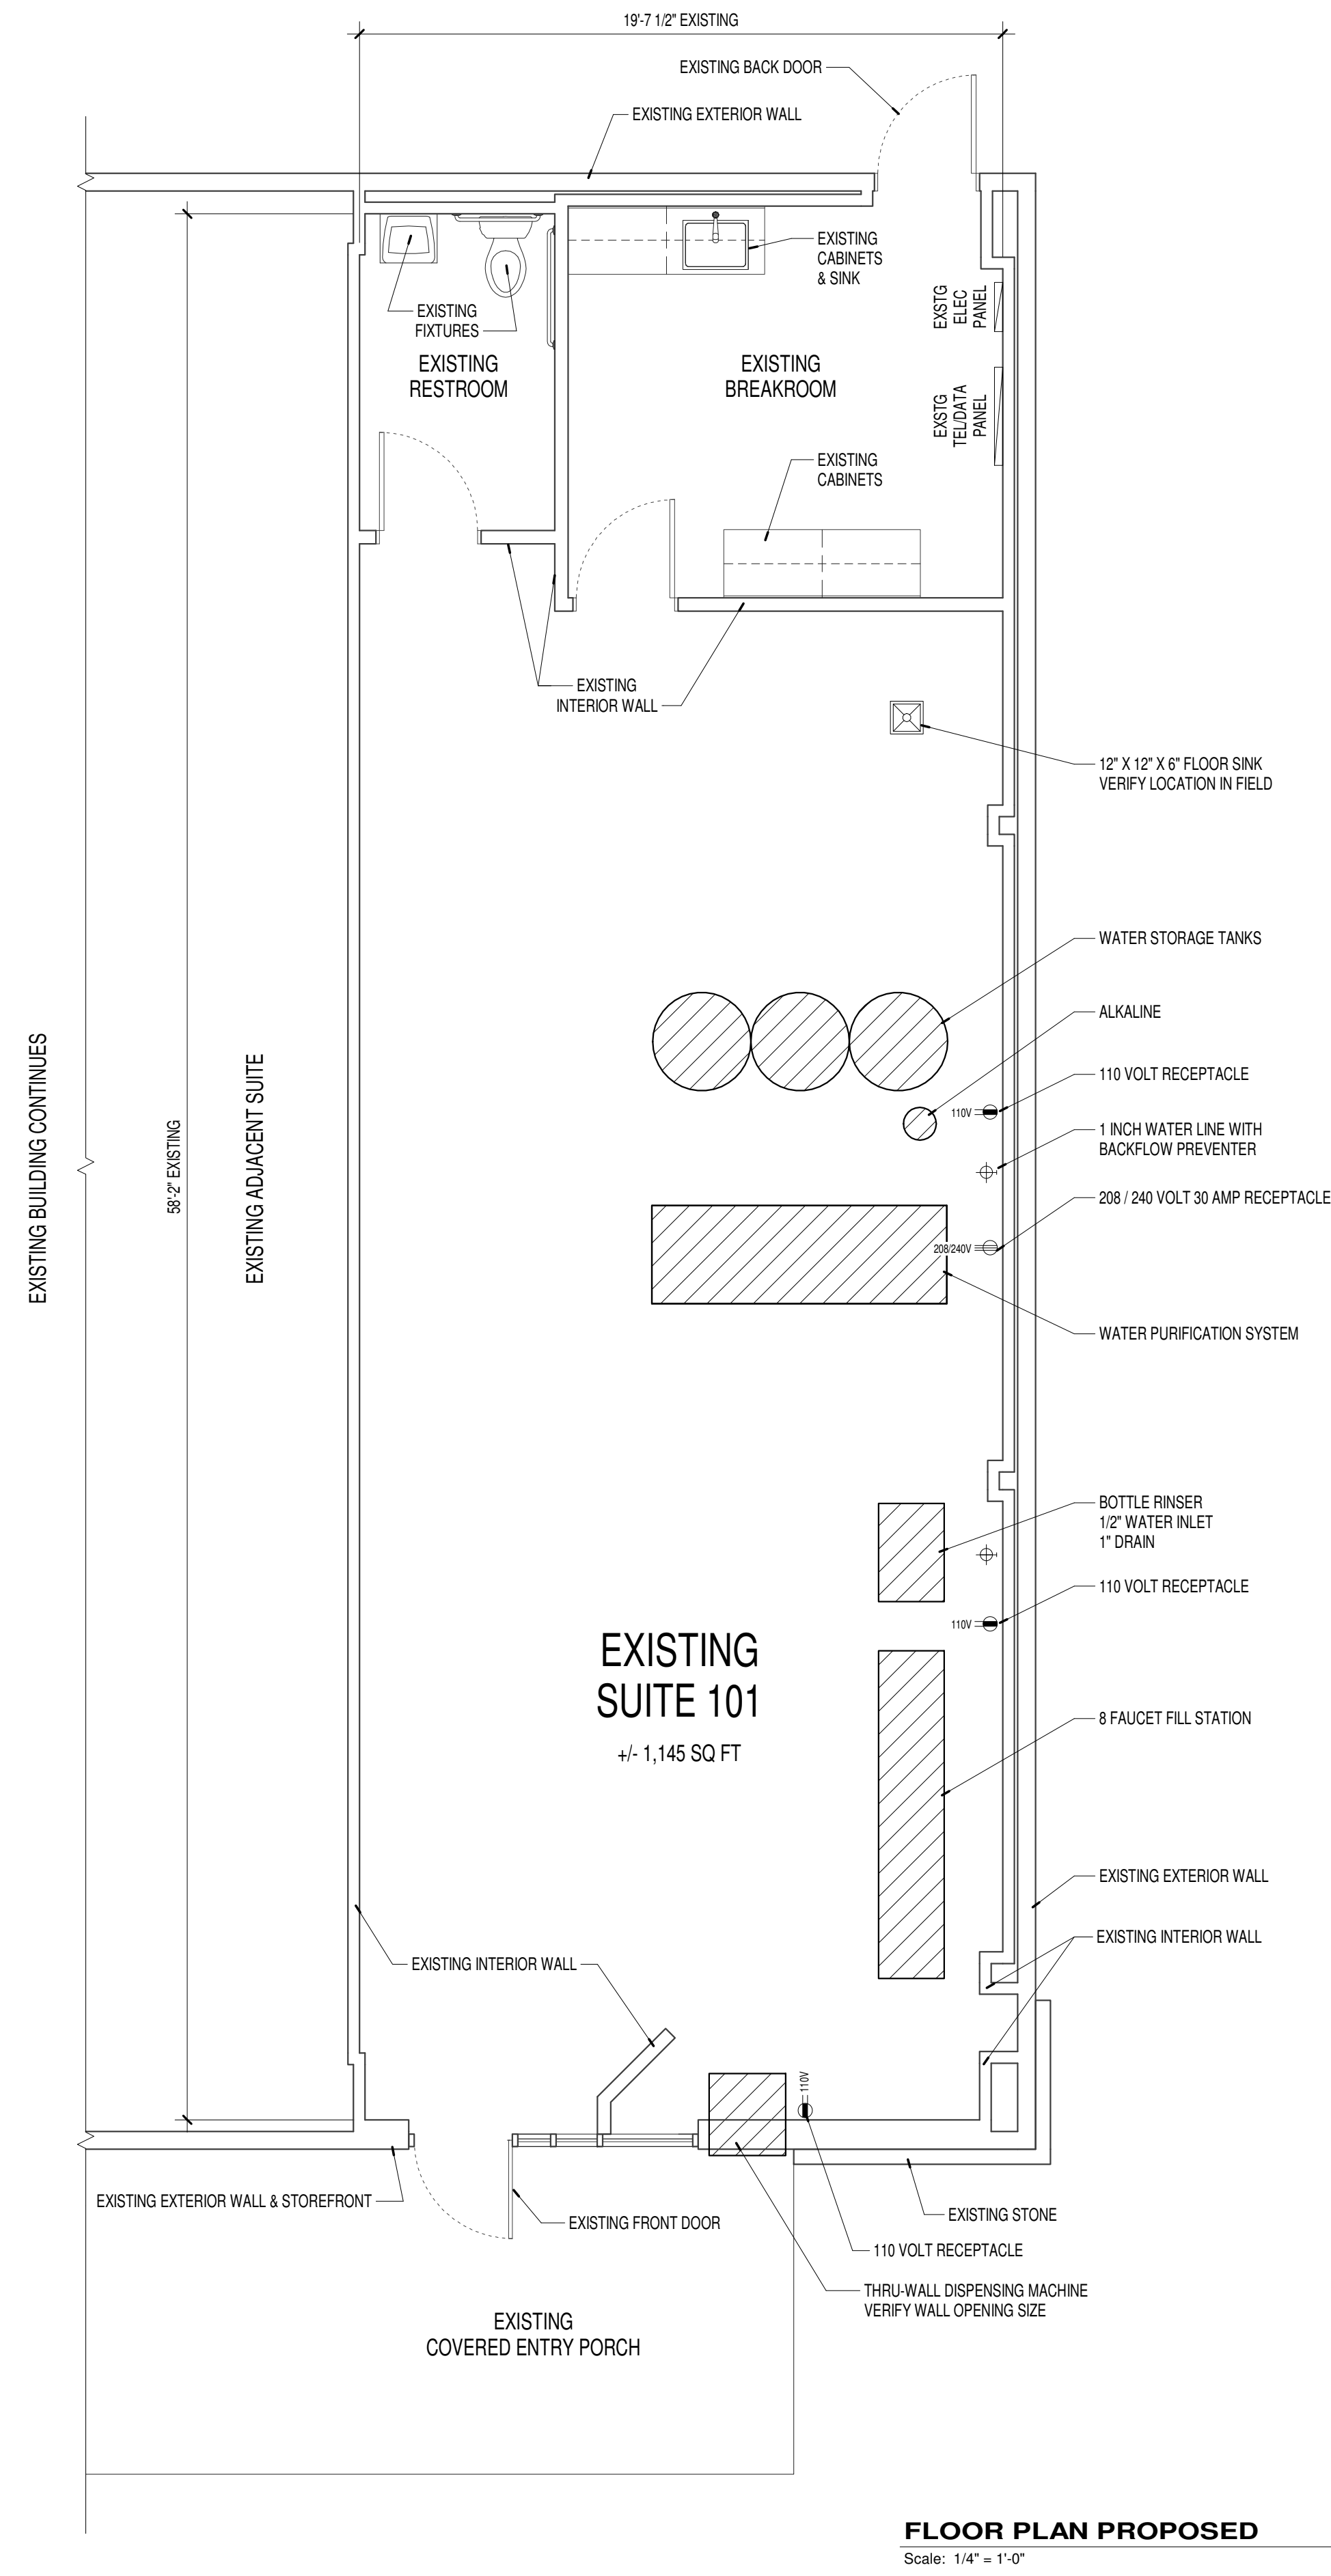 19'-7 1/2" EXISTING
EXISTING BACK DOOR
EXISTING EXTERIOR WALL
EXISTING
CABINETS
& SINK
EXSTG
ELEC
PANEL
EXISTING
FIXTURES
EXISTING
RESTROOM
EXISTING
BREAKROOM
EXSTG
TEL/DATA
PANEL
EXISTING
CABINETS
EXISTING
INTERIOR WALL
12" X 12" X 6" FLOOR SINK
VERIFY LOCATION IN FIELD
WATER STORAGE TANKS
ALKALINE
110 VOLT RECEPTACLE
110V
1 INCH WATER LINE WITH
BACKFLOW PREVENTER
208 / 240 VOLT 30 AMP RECEPTACLE
208/240V
WATER PURIFICATION SYSTEM
EXISTING BUILDING CONTINUES
58'-2" EXISTING
EXISTING ADJACENT SUITE
BOTTLE RINSER
1/2" WATER INLET
1" DRAIN
110 VOLT RECEPTACLE
110V
EXISTING
SUITE 101
+/- 1,145 SQ FT
8 FAUCET FILL STATION
EXISTING EXTERIOR WALL
EXISTING INTERIOR WALL
EXISTING INTERIOR WALL
110V
EXISTING EXTERIOR WALL & STOREFRONT
EXISTING FRONT DOOR
EXISTING STONE
110 VOLT RECEPTACLE
THRU-WALL DISPENSING MACHINE
VERIFY WALL OPENING SIZE
EXISTING
COVERED ENTRY PORCH
FLOOR PLAN PROPOSED
Scale: 1/4" = 1'-0"